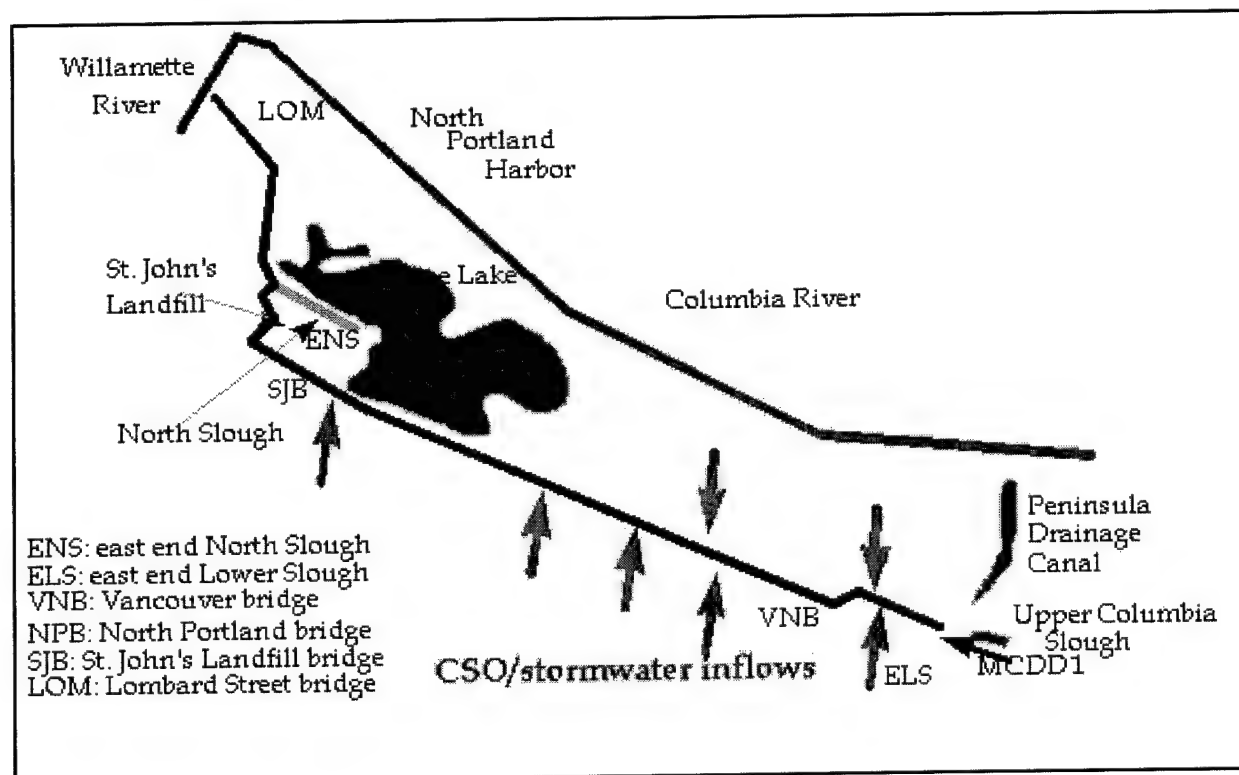 Willamette
River
LOM
North
Portland
Harbor
St. John's
Landfill
Lake
Columbia River
ENS
SJB
North Slough
Peninsula
Drainage
Canal
ENS: east end North Slough
ELS: east end Lower Slough
VNB: Vancouver bridge
NPB: North Portland bridge
SJB: St. John's Landfill bridge
LOM: Lombard Street bridge
VNB
Upper Columbia
Slough
CSO/stormwater inflows
ELS
MCDD1